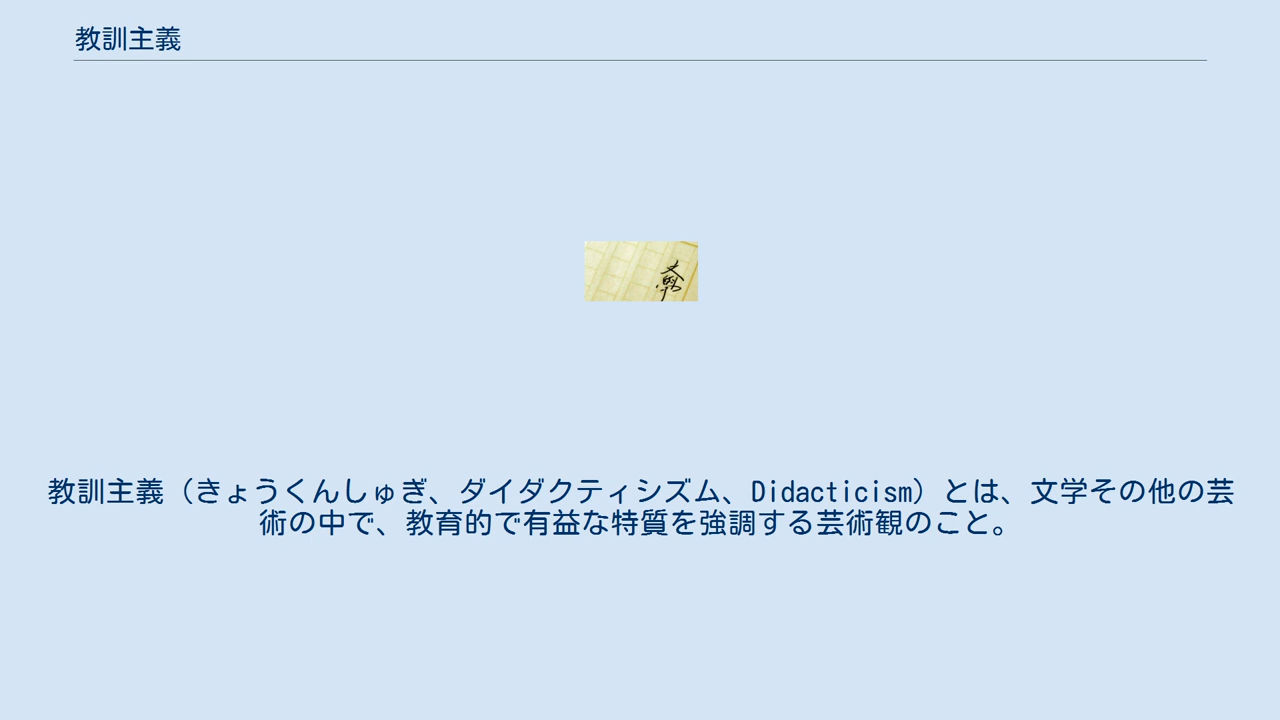 教訓主義
教訓主義（きょうくんしゅぎ、ダイダクティシズム、Didacticism）とは、文学その他の芸
術の中で、教育的で有益な特質を強調する芸術観のこと。